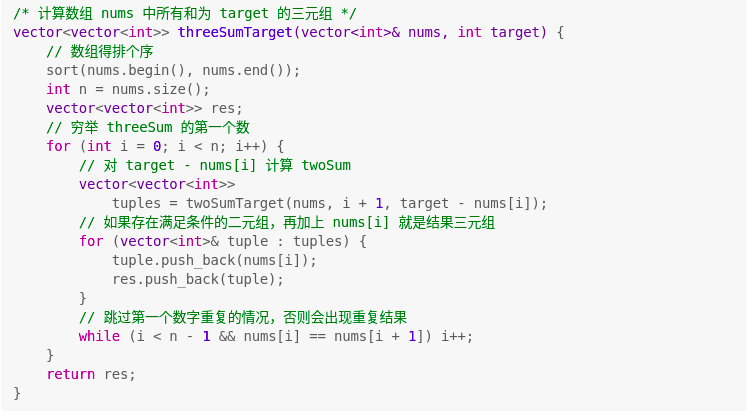 /* 计算数组 nums 中所有和为 target 的三元组 */
vector<vector<int>> threeSumTarget(vector<int>& nums, int target) {
    // 数组得排个序
    sort(nums.begin(), nums.end());
    int n = nums.size();
    vector<vector<int>> res;
    // 穷举 threeSum 的第一个数
    for (int i = 0; i < n; i++) {
        // 对 target - nums[i] 计算 twoSum
        vector<vector<int>>
            tuples = twoSumTarget(nums, i + 1, target - nums[i]);
        // 如果存在满足条件的二元组，再加上 nums[i] 就是结果三元组
        for (vector<int>& tuple : tuples) {
            tuple.push_back(nums[i]);
            res.push_back(tuple);
        }
        // 跳过第一个数字重复的情况，否则会出现重复结果
        while (i < n - 1 && nums[i] == nums[i + 1]) i++;
    }
    return res;
}